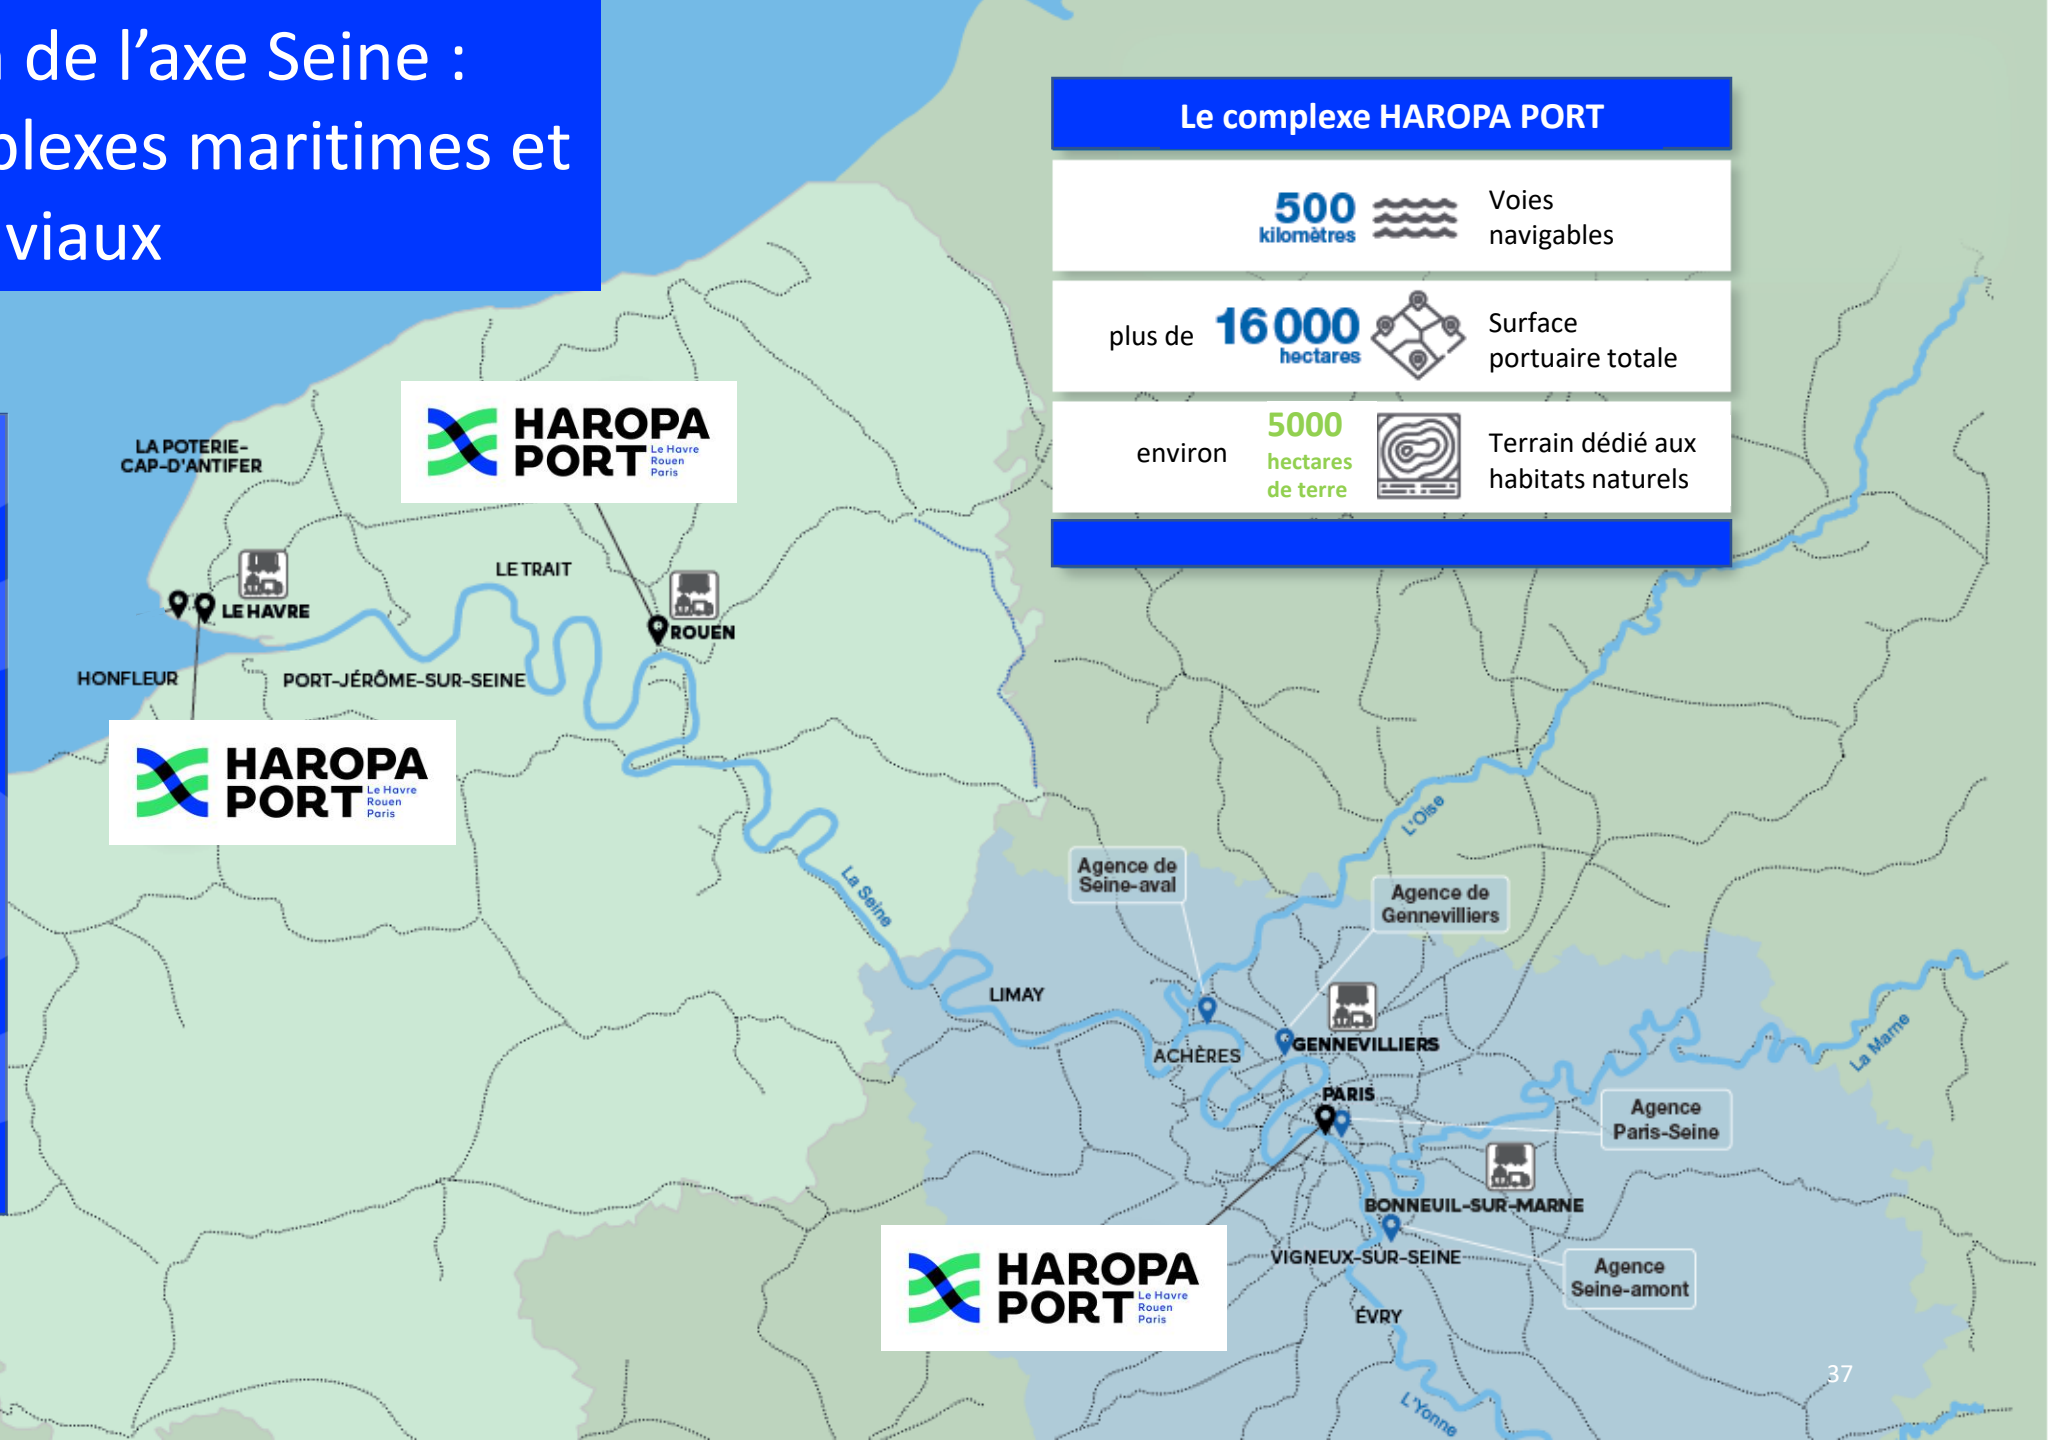 de l'axe Seine :
plexes maritimes et
viaux
Le complexe HAROPA PORT
500
kilomètres
Voies
navigables
plus de
16 000
hectares
Surface
portuaire totale
environ
5000
hectares
de terre
Terrain dédié aux
habitats naturels
LA POTERIE-
CAP-D'ANTIFER
HAROPA
PORT
Le Havre
Rouen
Paris
LE TRAIT
LE HAVRE
ROUEN
HONFLEUR
PORT-JÉRÔME-SUR-SEINE
HAROPA
PORT
Le Havre
Rouen
Paris
L'Oise
La Seine
Agence de
Seine-aval
Agence de
Gennevilliers
LIMAY
ACHÈRES
GENNEVILLIERS
La Marne
PARIS
Agence
Paris-Seine
BONNEUIL-SUR-MARNE
VIGNEUX-SUR-SEINE
Agence
Seine-amont
HAROPA
PORT
Le Havre
Rouen
Paris
ÉVRY
L'Yonne
37